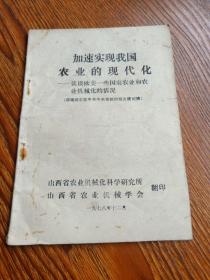 加速实现我国
农业的现代化
——谈谈欧美一些国家农业和农
业机械化的情况
山西省农业机械化科学研究所
山西省农业机械学会
翻印
一九七八年十二月